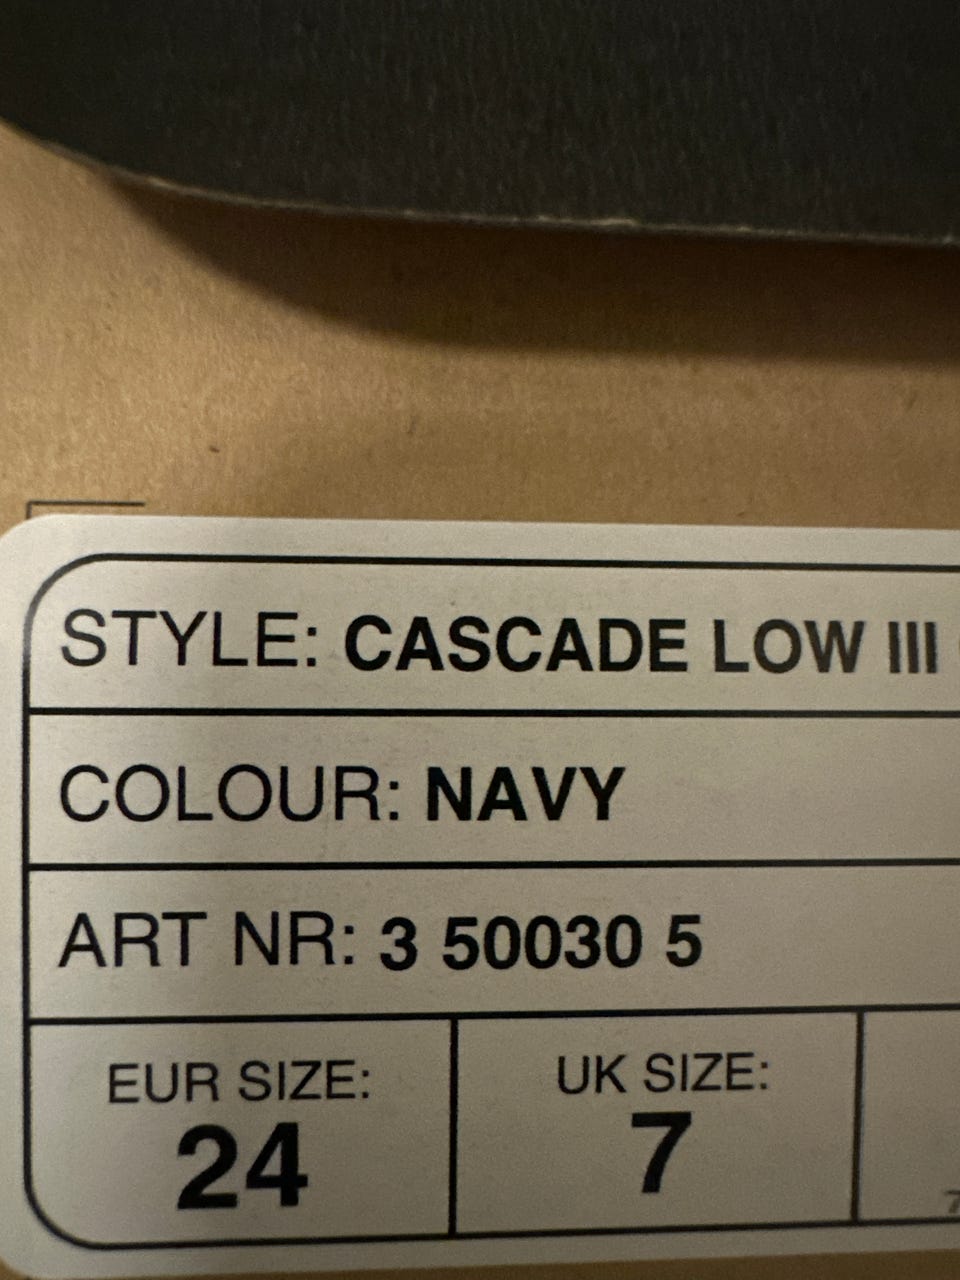 STYLE: CASCADE LOW III
COLOUR: NAVY
ART NR: 3 50030 5
EUR SIZE: UK SIZE:
24 7